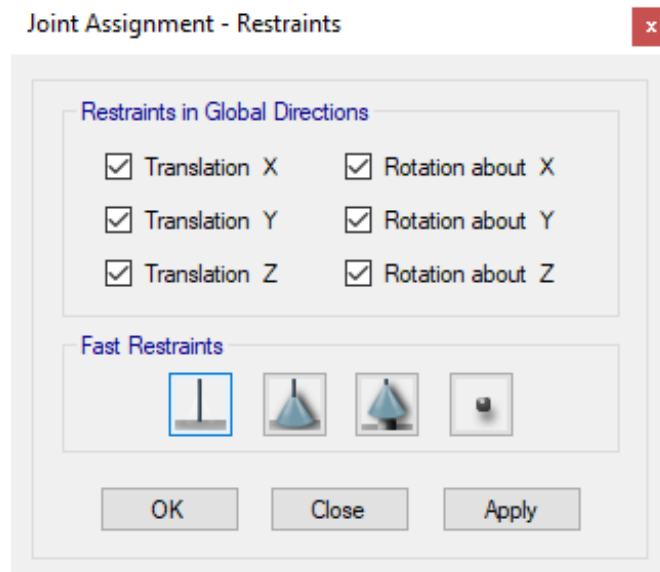 Joint Assignment - Restraints
x
Restraints in Global Directions
Translation X
Rotation about X
Translation Y
Rotation about Y
Translation Z
Rotation about Z
Fast Restraints
OK
Close
Apply